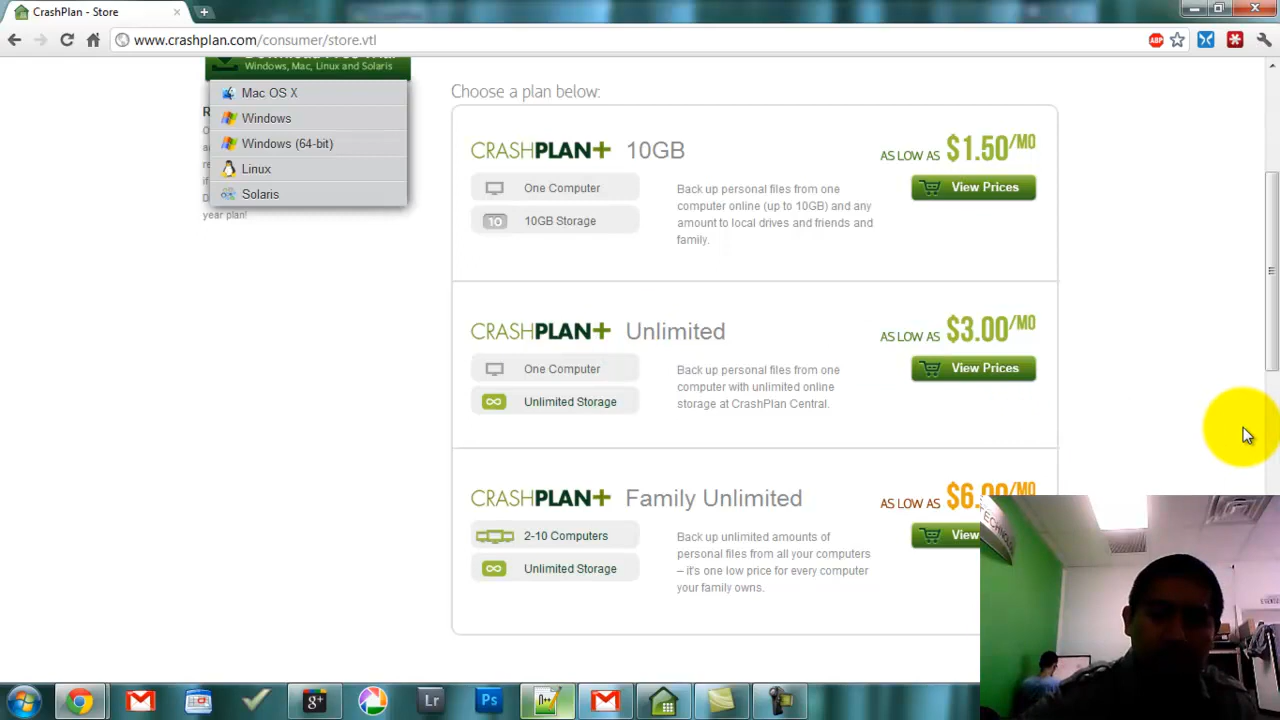 CrashPlan - Store
www.crashplan.com/consumer/store.vtl
ABP
Windows, Mac, Linux and Solaris
Mac OS X
Windows
Windows (64-bit)
Linux
Solaris
year plan!
Choose a plan below:
CRASHPLAN+ 10GB
AS LOW AS $1.50/MO
One Computer
10 10GB Storage
Back up personal files from one
computer online (up to 10GB) and any
amount to local drives and friends and
family.
View Prices
CRASHPLAN+ Unlimited
AS LOW AS $3.00/MO
One Computer
Unlimited Storage
Back up personal files from one
computer with unlimited online
storage at CrashPlan Central.
View Prices
CRASHPLAN+ Family Unlimited
AS LOW AS
2-10 Computers
Unlimited Storage
Back up unlimited amounts of
personal files from all your computers
– it's one low price for every computer
your family owns.
View
Lr
Ps